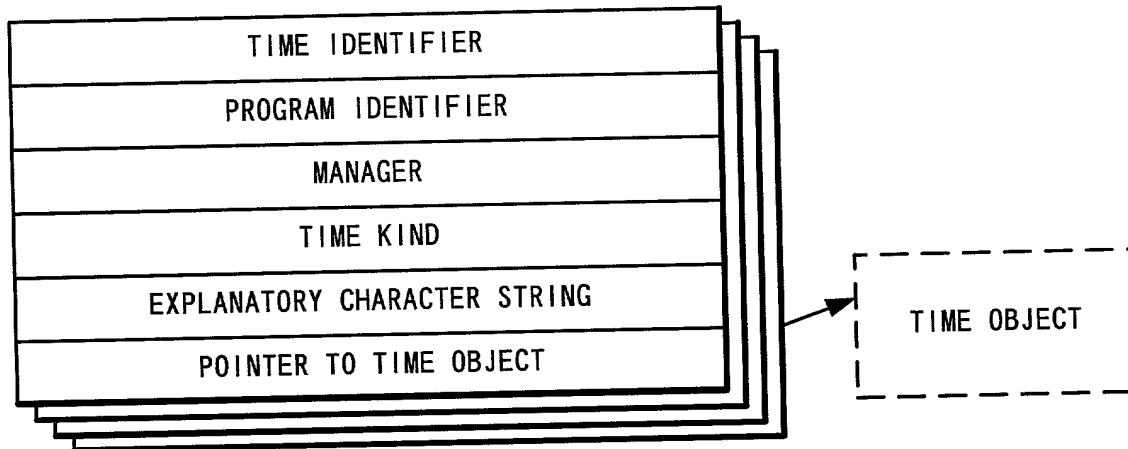 TIME IDENTIFIER
PROGRAM IDENTIFIER
MANAGER
TIME KIND
EXPLANATORY CHARACTER STRING
POINTER TO TIME OBJECT
TIME OBJECT